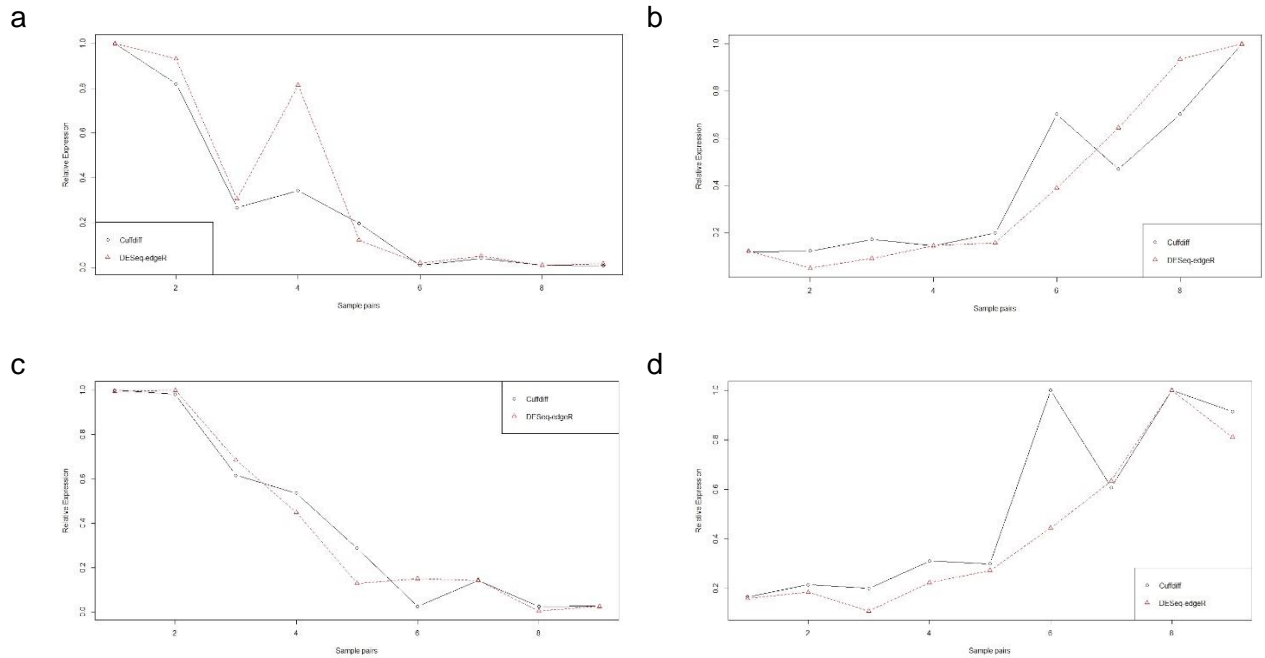 a
1.0
0.8
0.6
0.4
0.2
0.0
Relative Expression
Cuffdiff
DESeq-edgeR
2
4
6
8
Sample pairs
b
1.0
0.8
0.6
0.4
0.2
Relative Expression
Cuffdiff
DESeq-edgeR
2
4
6
8
Sample pairs
c
1.0
0.8
0.6
0.4
0.2
0.0
Relative Expression
Cuffdiff
DESeq-edgeR
2
4
6
8
Sample pairs
d
1.0
0.8
0.6
0.4
0.2
Relative Expression
Cuffdiff
DESeq-edgeR
2
4
6
8
Sample pairs